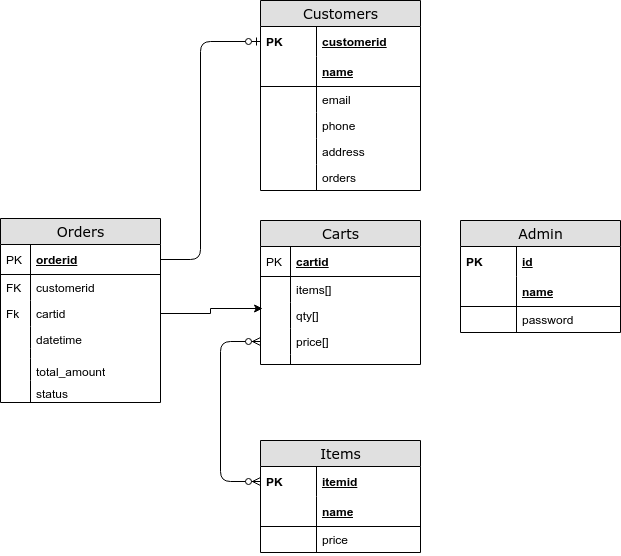 Customers
PK customerid
name
email
phone
address
orders
Orders
PK orderid
FK customerid
Fk cartid
datetime
total_amount
status
Carts
PK cartid
items[]
qty[]
price[]
Admin
PK id
name
password
Items
PK itemid
name
price